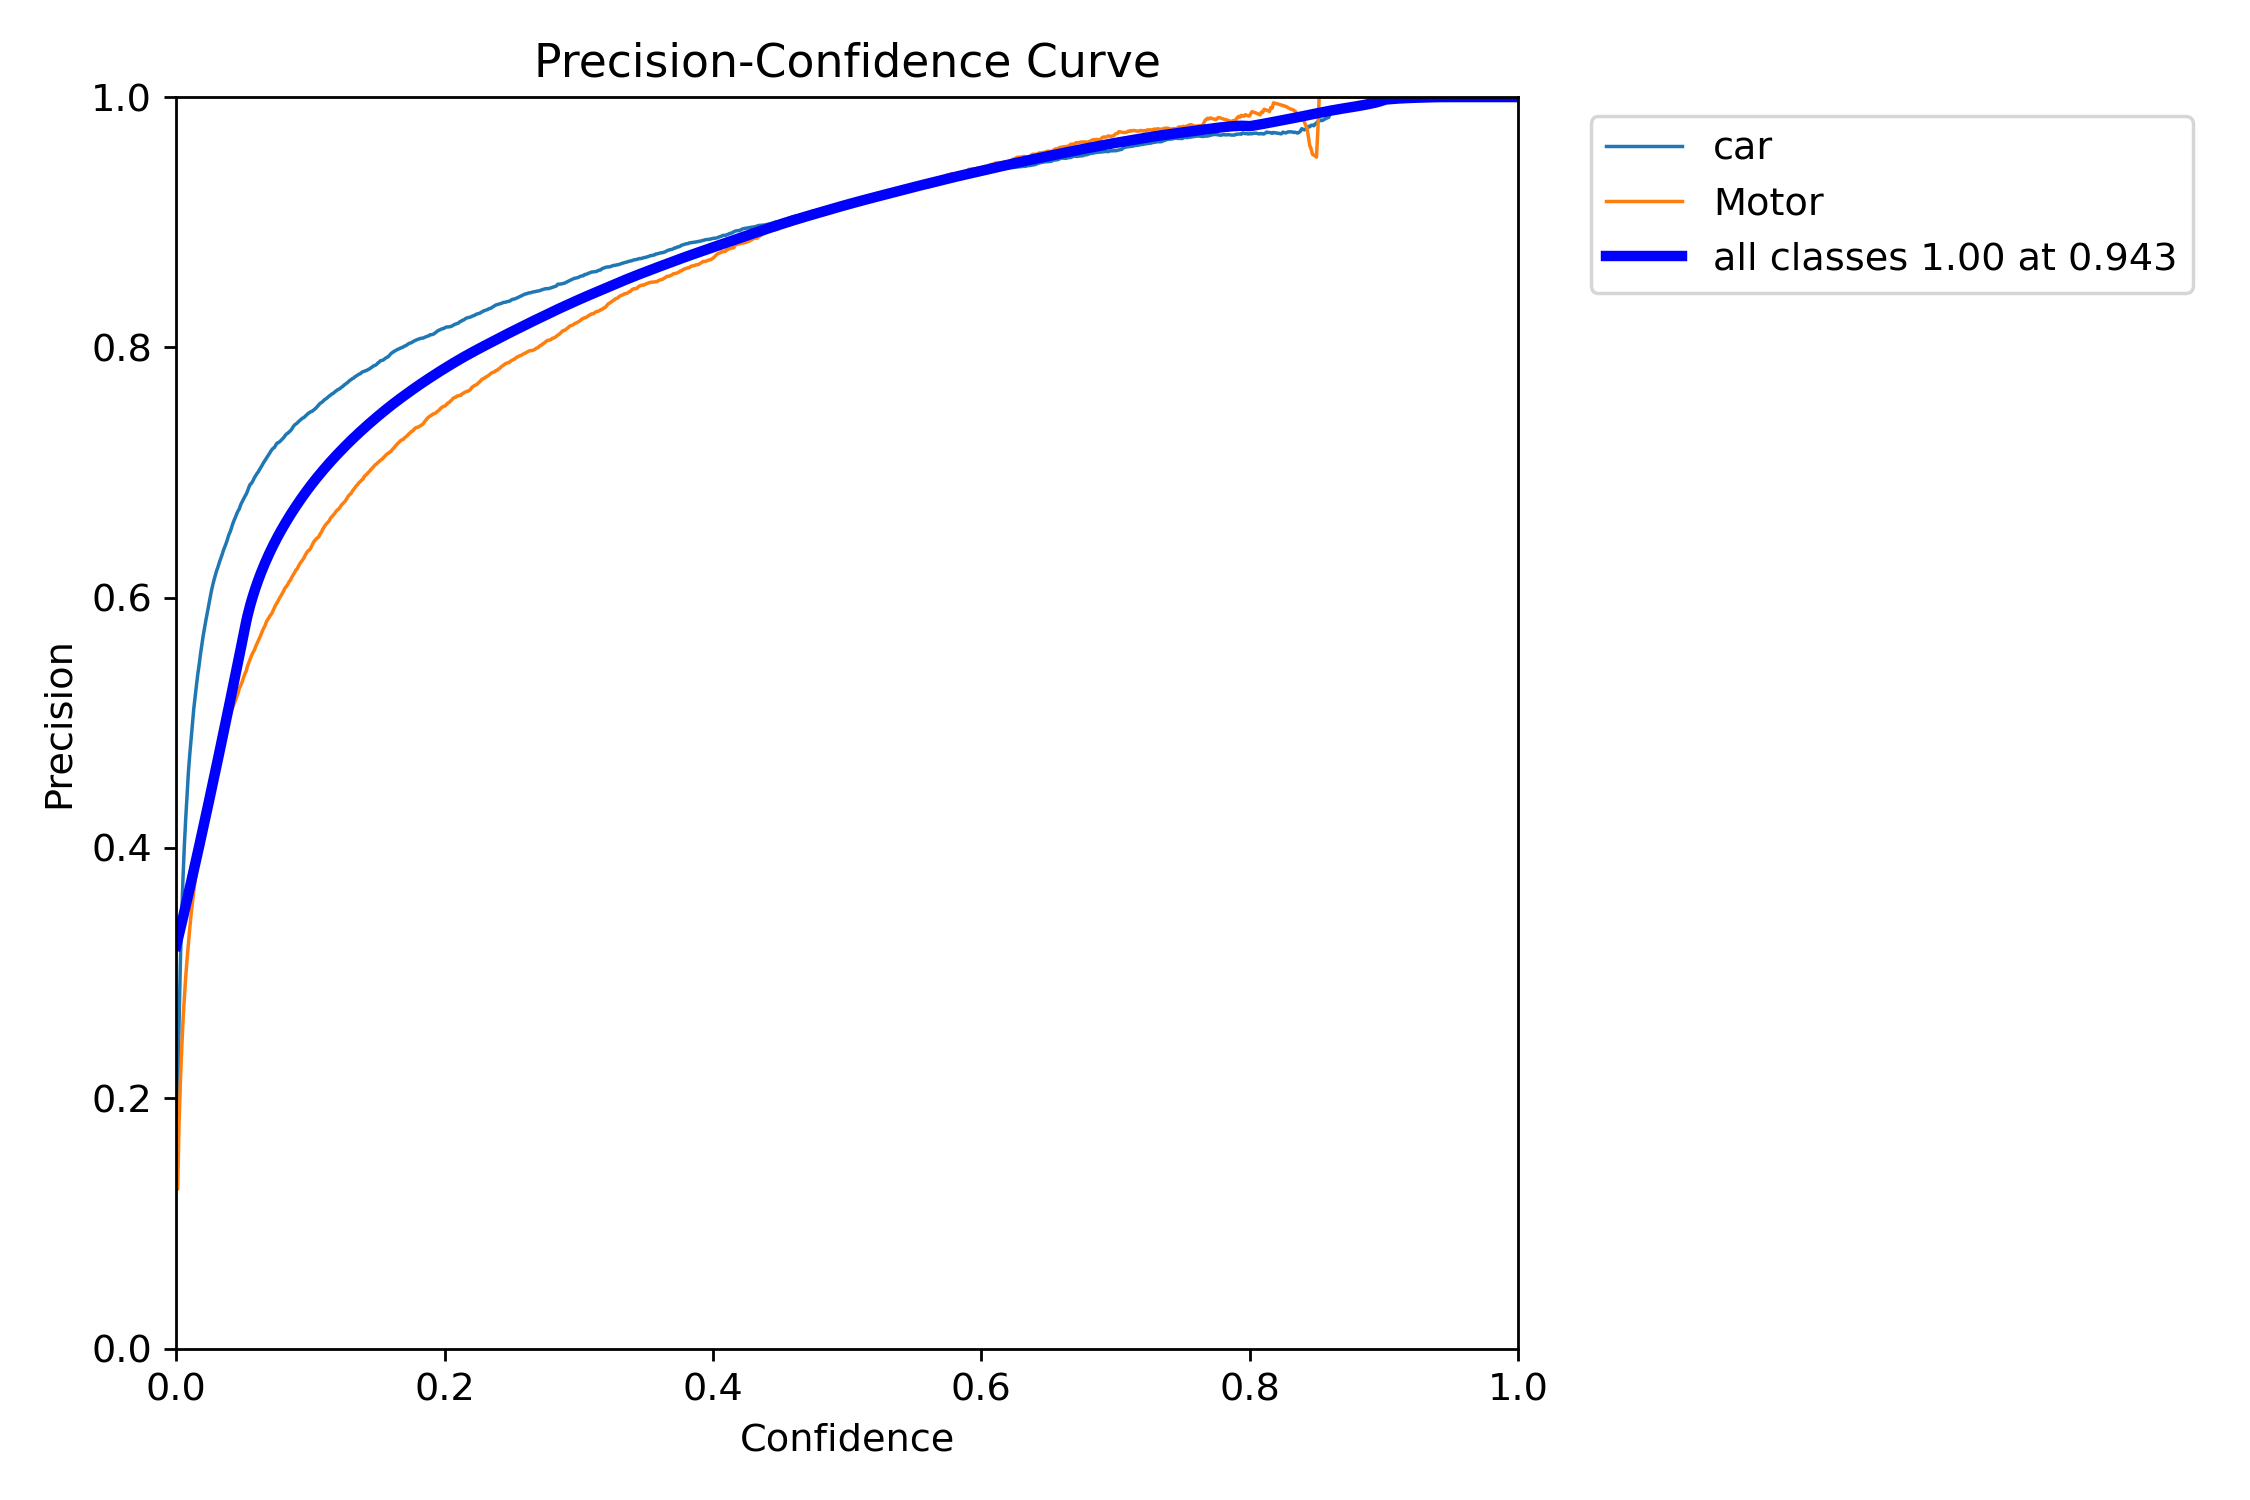 Precision-Confidence Curve
1.0
0.8
0.6
0.4
0.2
0.0
Precision
0.0 0.2 0.4 0.6 0.8 1.0
Confidence
car
Motor
all classes 1.00 at 0.943